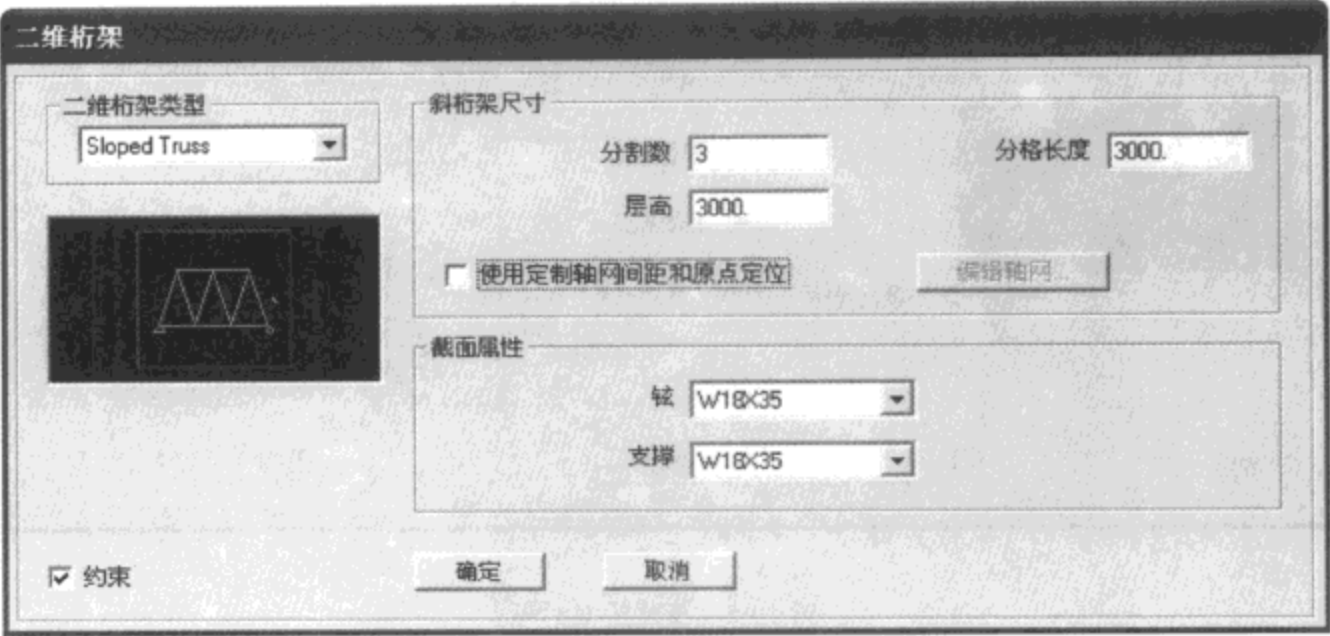 二维桁架
二维桁架类型
Sloped Truss
斜桁架尺寸
分割数 3
分格长度 3000.
层高 3000.
使用定制轴网间距和原点定位
编辑轴网...
截面属性
铉 W18X35
支撑 W18X35
约束
确定
取消